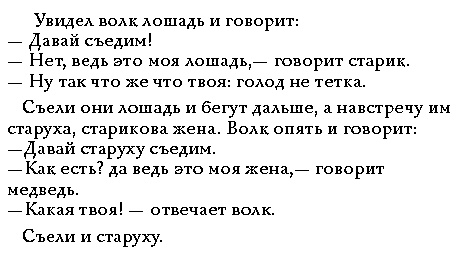 Увидел волк лошадь и говорит:
— Давай съедим!
— Нет, ведь это моя лошадь,— говорит старик.
— Ну так что же что твоя: голод не тетка.
Съели они лошадь и бегут дальше, а навстречу им
старуха, старикова жена. Волк опять и говорит:
—Давай старуху съедим.
—Как есть? да ведь это моя жена,— говорит
медведь.
—Какая твоя! — отвечает волк.
Съели и старуху.